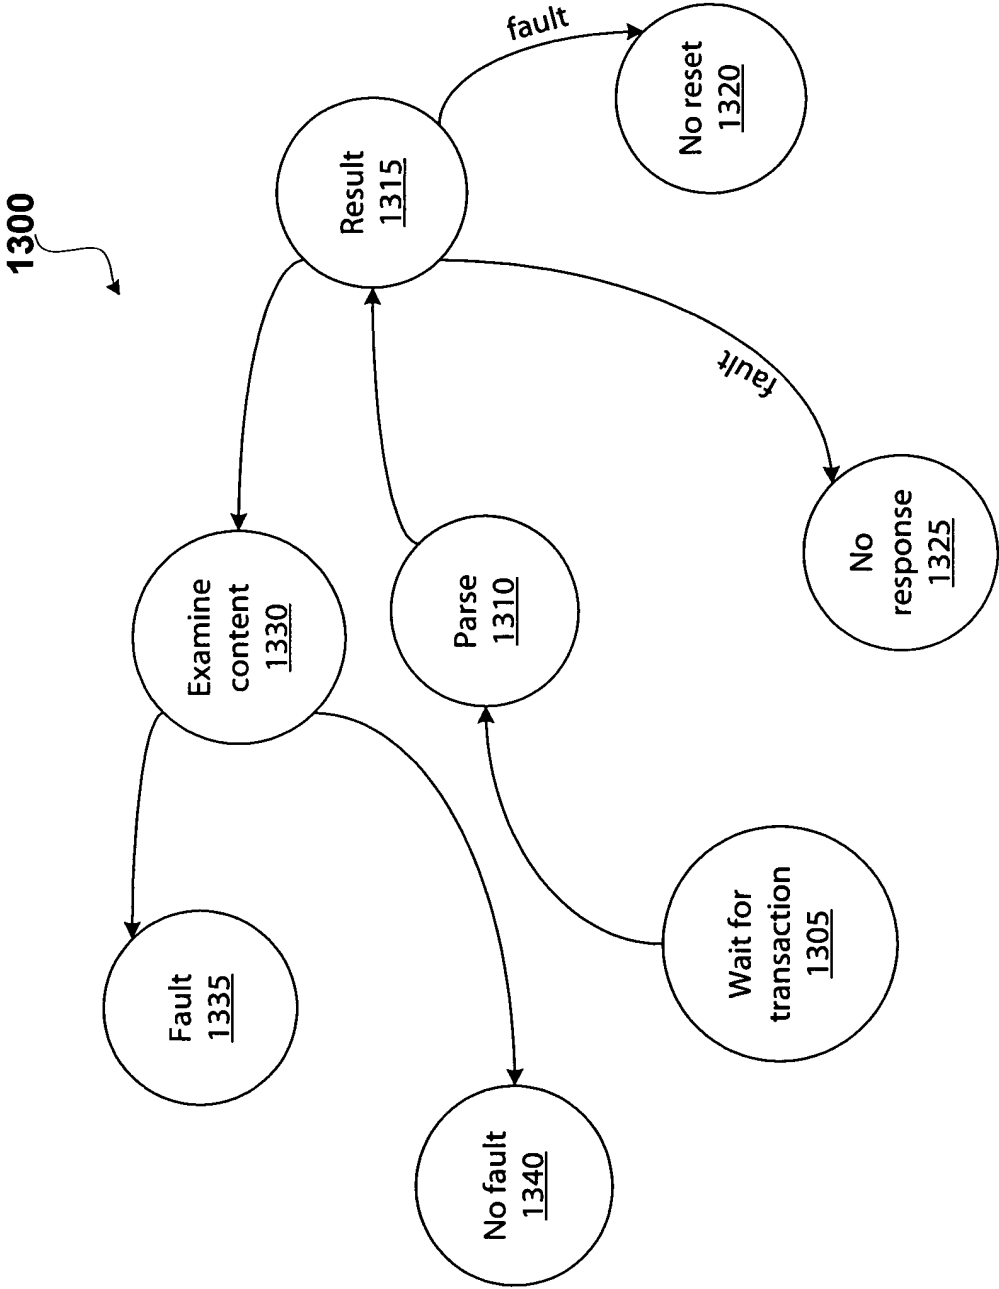 1300
Wait for
transaction
1305
Parse
1310
Result
1315
fault
No reset
1320
fault
No
response
1325
Examine
content
1330
Fault
1335
No fault
1340